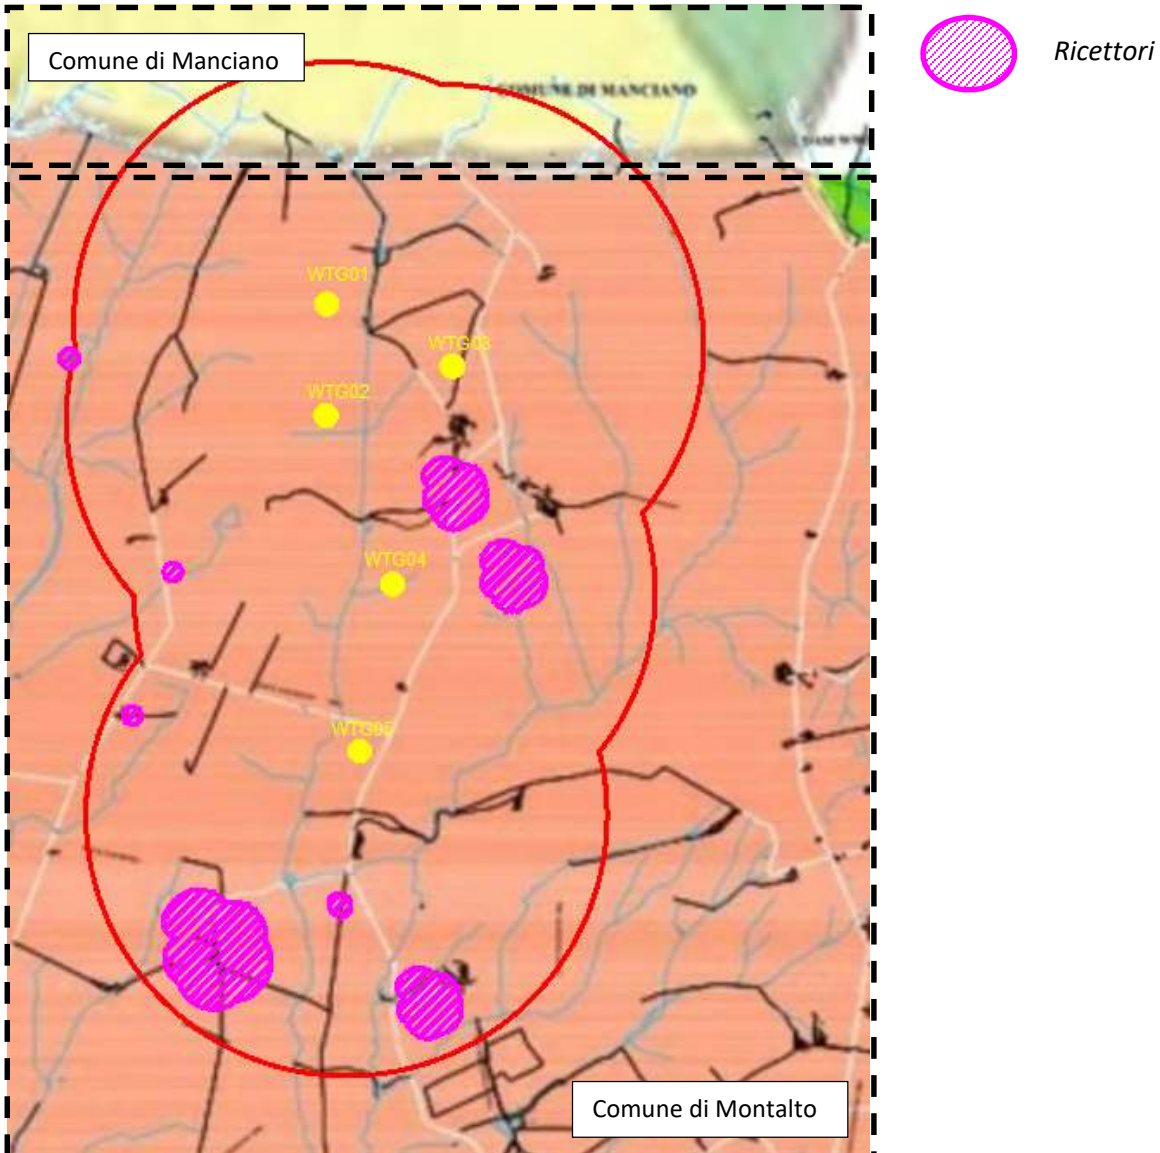 Comune di Manciano
Ricettori
COMUNE DI MANCIANO
WTG01
WTG03
WTG02
WTG04
WTG05
Comune di Montalto